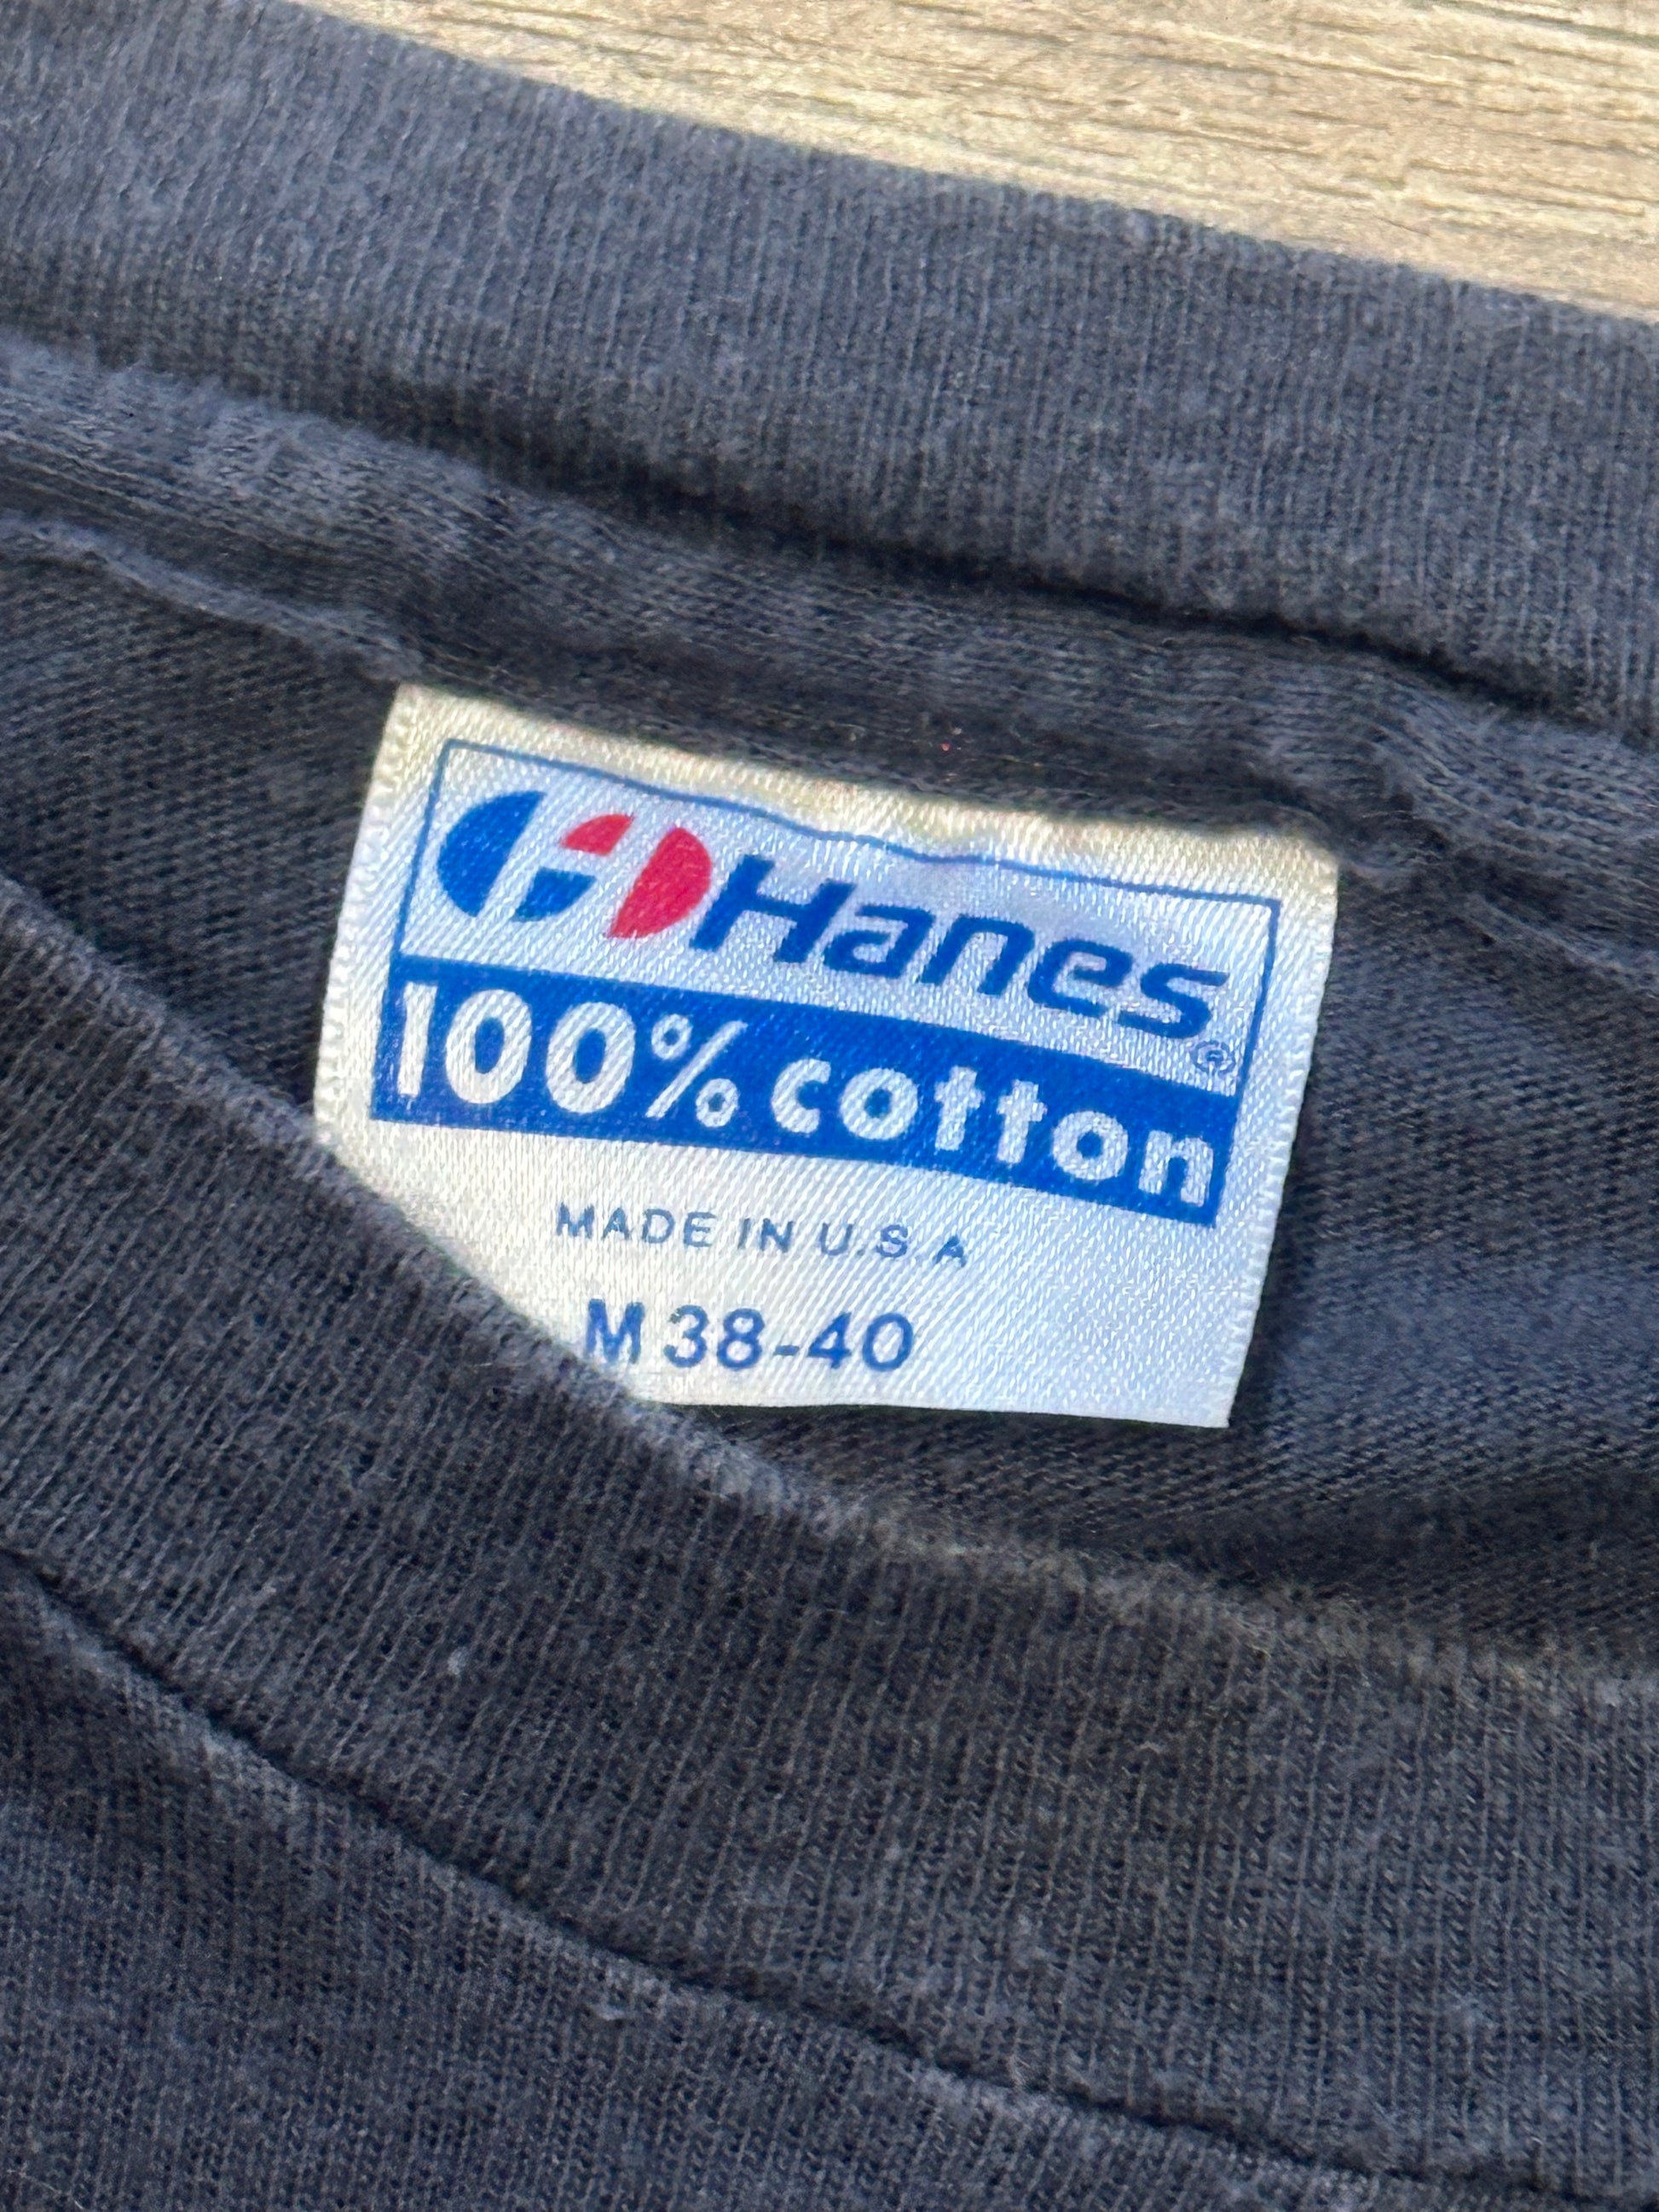 Hanes®
100% cotton
MADE IN U.S.A
M 38-40